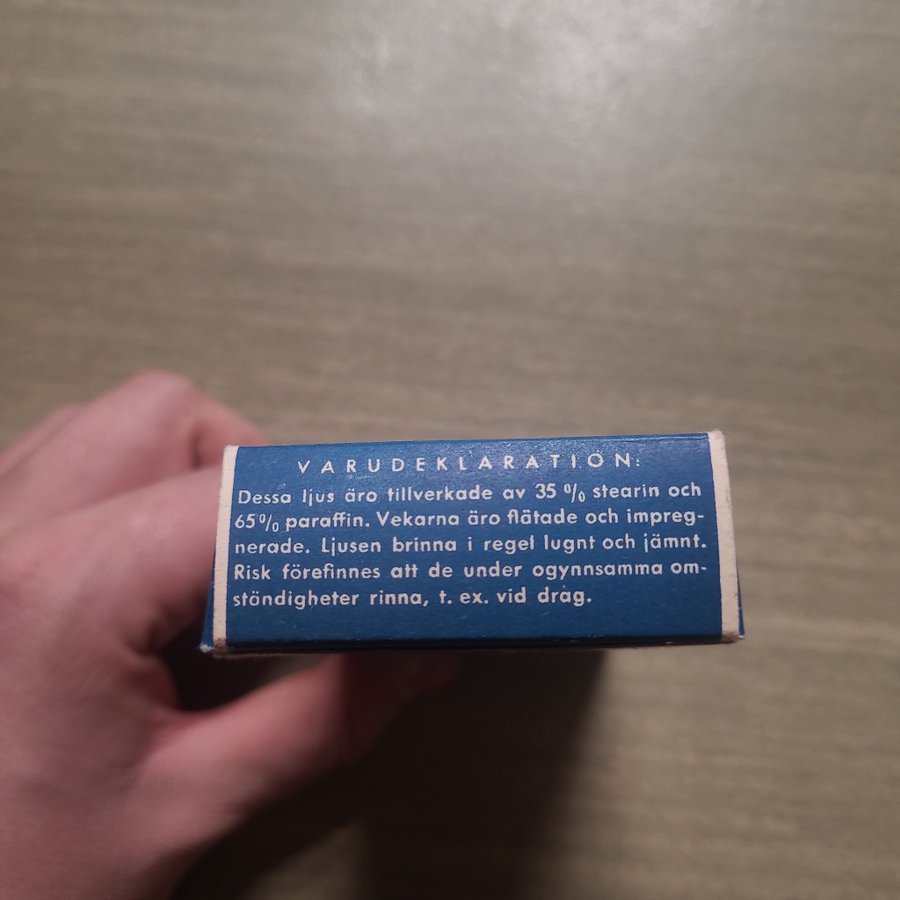 VARUDEKLARATION:
Dessa ljus äro tillverkade av 35 % stearin och
65% paraffin. Vekarna äro flätade och impreg-
nerade. Ljusen brinna i regel lugnt och jämnt.
Risk förefinnes att de under ogynnsamma om-
ständigheter rinna, t. ex. vid drag.